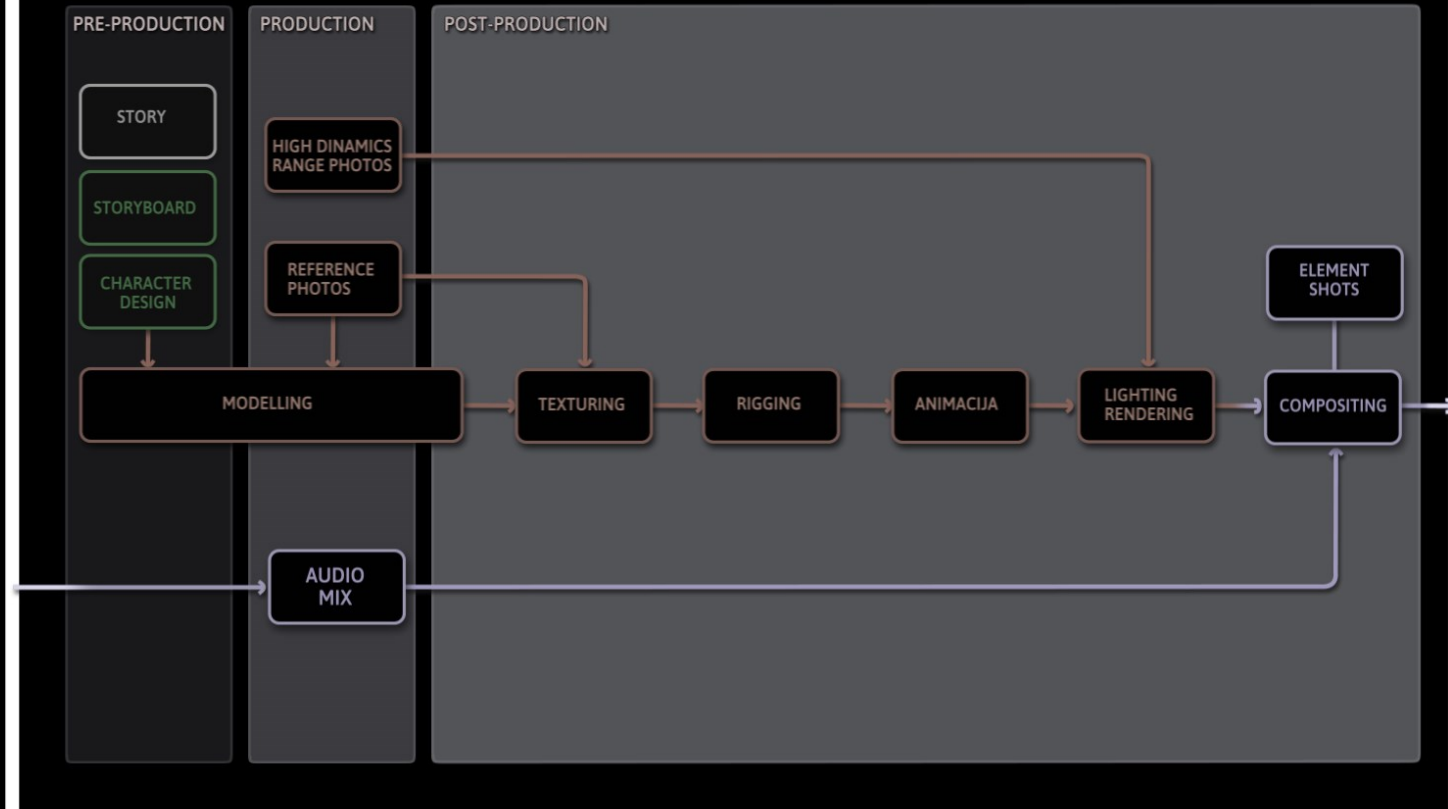 PRE-PRODUCTION
PRODUCTION
POST-PRODUCTION
STORY
HIGH DINAMICS
RANGE PHOTOS
STORYBOARD
REFERENCE
PHOTOS
CHARACTER
DESIGN
ELEMENT
SHOTS
MODELLING
TEXTURING
RIGGING
ANIMACIJA
LIGHTING
RENDERING
COMPOSITING
AUDIO
MIX